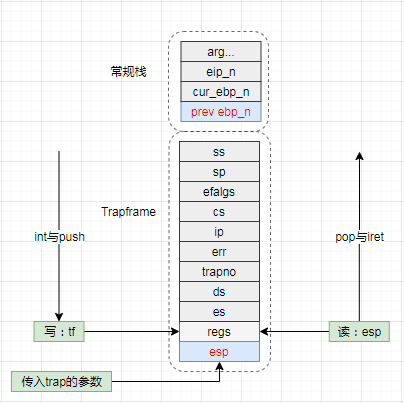 常规栈
arg...
eip_n
cur_ebp_n
prev ebp_n
Trapframe
ss
sp
efalgs
cs
ip
err
trapno
ds
es
regs
esp
int与push
pop与iret
写：tf
读：esp
传入trap的参数